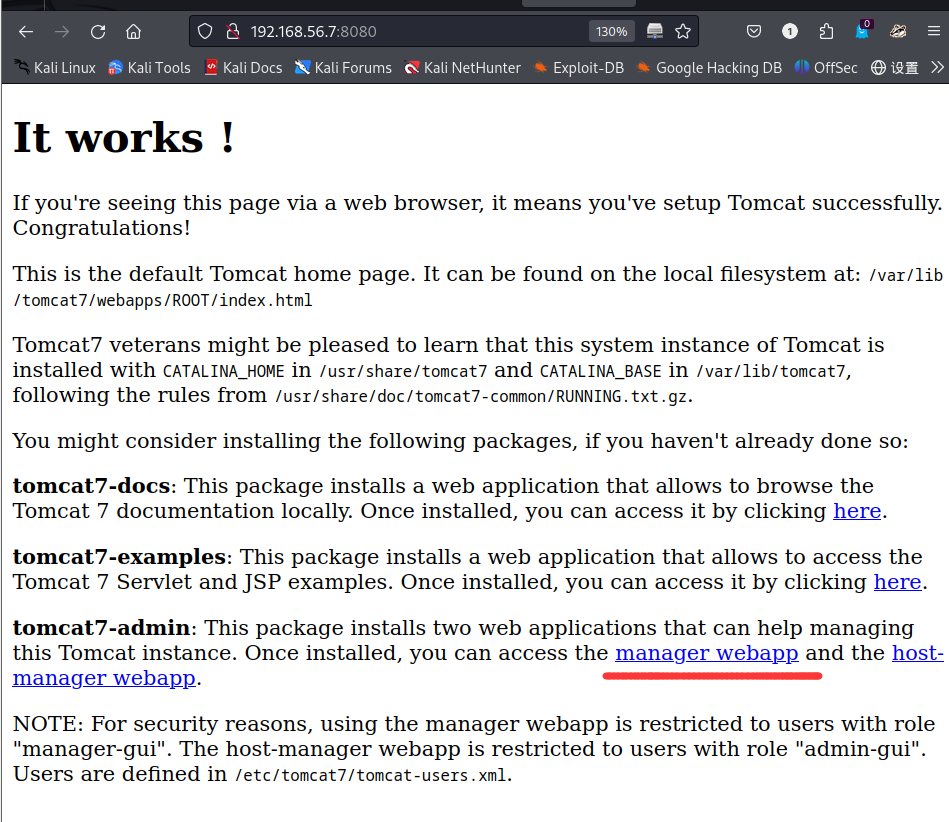 192.168.56.7:8080
130%
1
0
Kali Linux
Kali Tools
Kali Docs
Kali Forums
Kali NetHunter
Exploit-DB
Google Hacking DB
OffSec
设置
It works !
If you're seeing this page via a web browser, it means you've setup Tomcat successfully.
Congratulations!
This is the default Tomcat home page. It can be found on the local filesystem at: /var/lib
/tomcat7/webapps/ROOT/index.html
Tomcat7 veterans might be pleased to learn that this system instance of Tomcat is
installed with CATALINA_HOME in /usr/share/tomcat7 and CATALINA_BASE in /var/lib/tomcat7,
following the rules from /usr/share/doc/tomcat7-common/RUNNING.txt.gz.
You might consider installing the following packages, if you haven't already done so:
tomcat7-docs: This package installs a web application that allows to browse the
Tomcat 7 documentation locally. Once installed, you can access it by clicking here.
tomcat7-examples: This package installs a web application that allows to access the
Tomcat 7 Servlet and JSP examples. Once installed, you can access it by clicking here.
tomcat7-admin: This package installs two web applications that can help managing
this Tomcat instance. Once installed, you can access the manager webapp and the host-
manager webapp.
NOTE: For security reasons, using the manager webapp is restricted to users with role
"manager-gui". The host-manager webapp is restricted to users with role "admin-gui".
Users are defined in /etc/tomcat7/tomcat-users.xml.